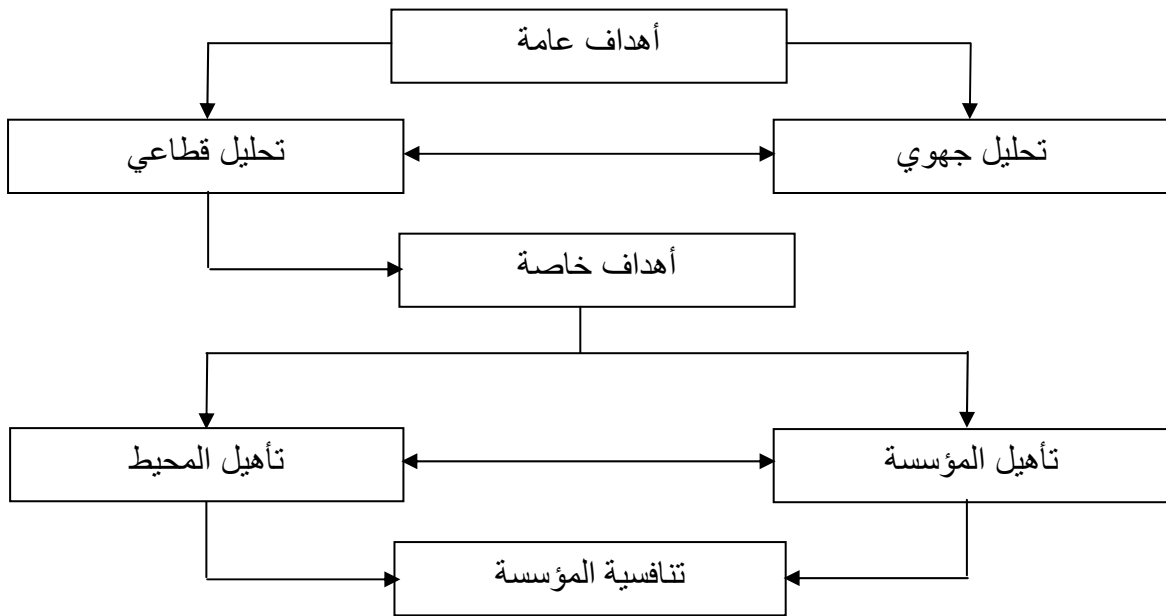 أهداف عامة
تحليل جهوي
تحليل قطاعي
أهداف خاصة
تأهيل المؤسسة
تأهيل المحيط
تنافسية المؤسسة